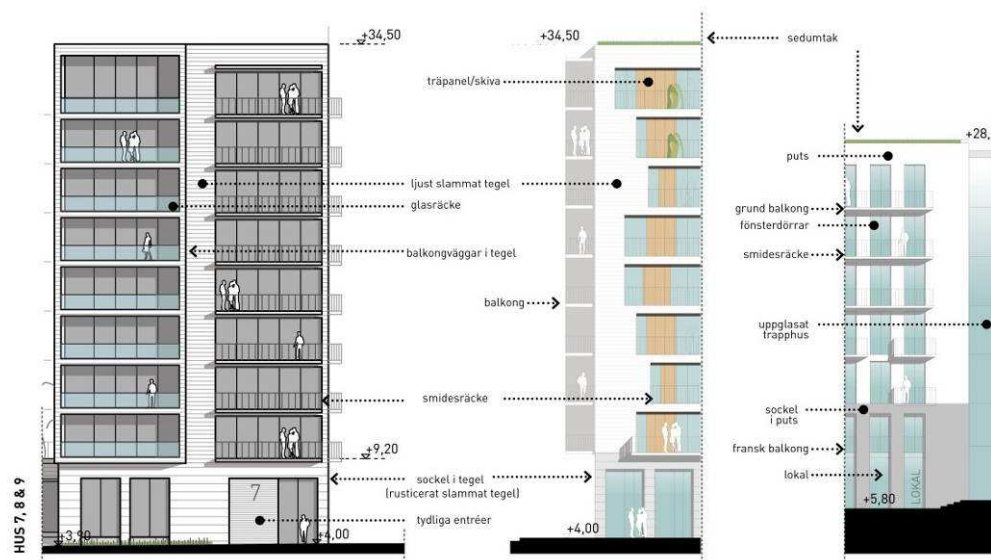 +34,50
+34,50
sedumtak
träpanel/skiva
+28,
puts
ljust slammat tegel
glasräcke
grund balkong
fönsterdörrar
balkongväggar i tegel
smidesräcke
balkong
uppglasat
trapphus
smidesräcke
sockel
i puts
+9,20
fransk balkong
sockel i tegel
(rusticerat slammat tegel)
lokal
LOKAL
7
+5,80
tydliga entréer
+3,90
+4,00
+4,00
HUS 7, 8 & 9